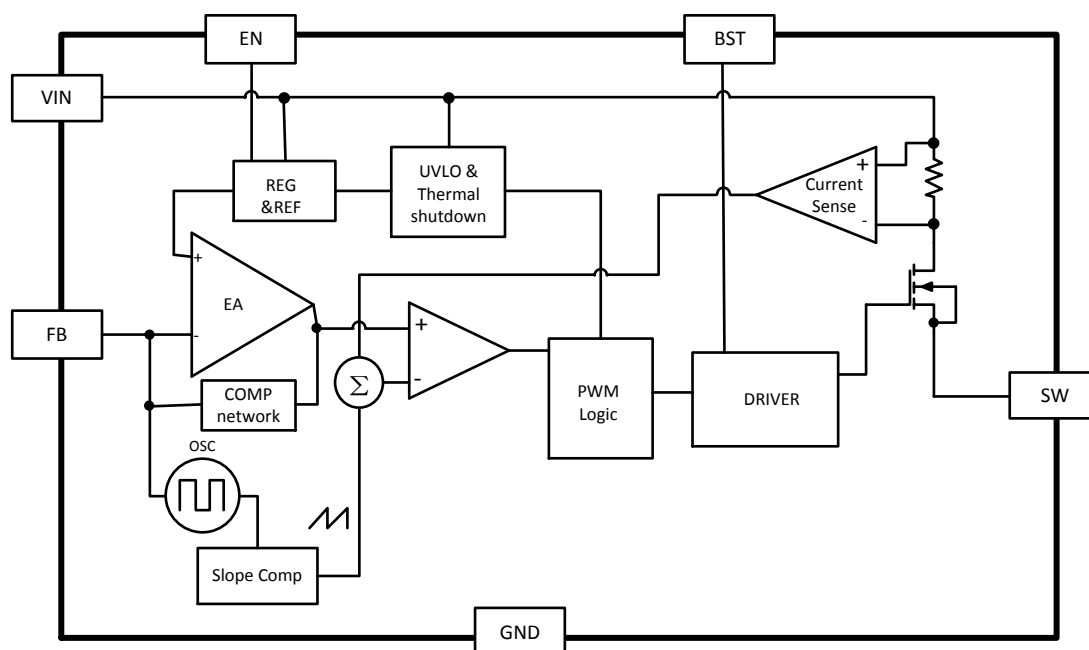 EN
BST
VIN
REG
&REF
UVLO &
Thermal
shutdown
+
Current
Sense
-
+
EA
-
FB
+
-
Σ
COMP
network
PWM
Logic
DRIVER
SW
OSC
Slope Comp
GND